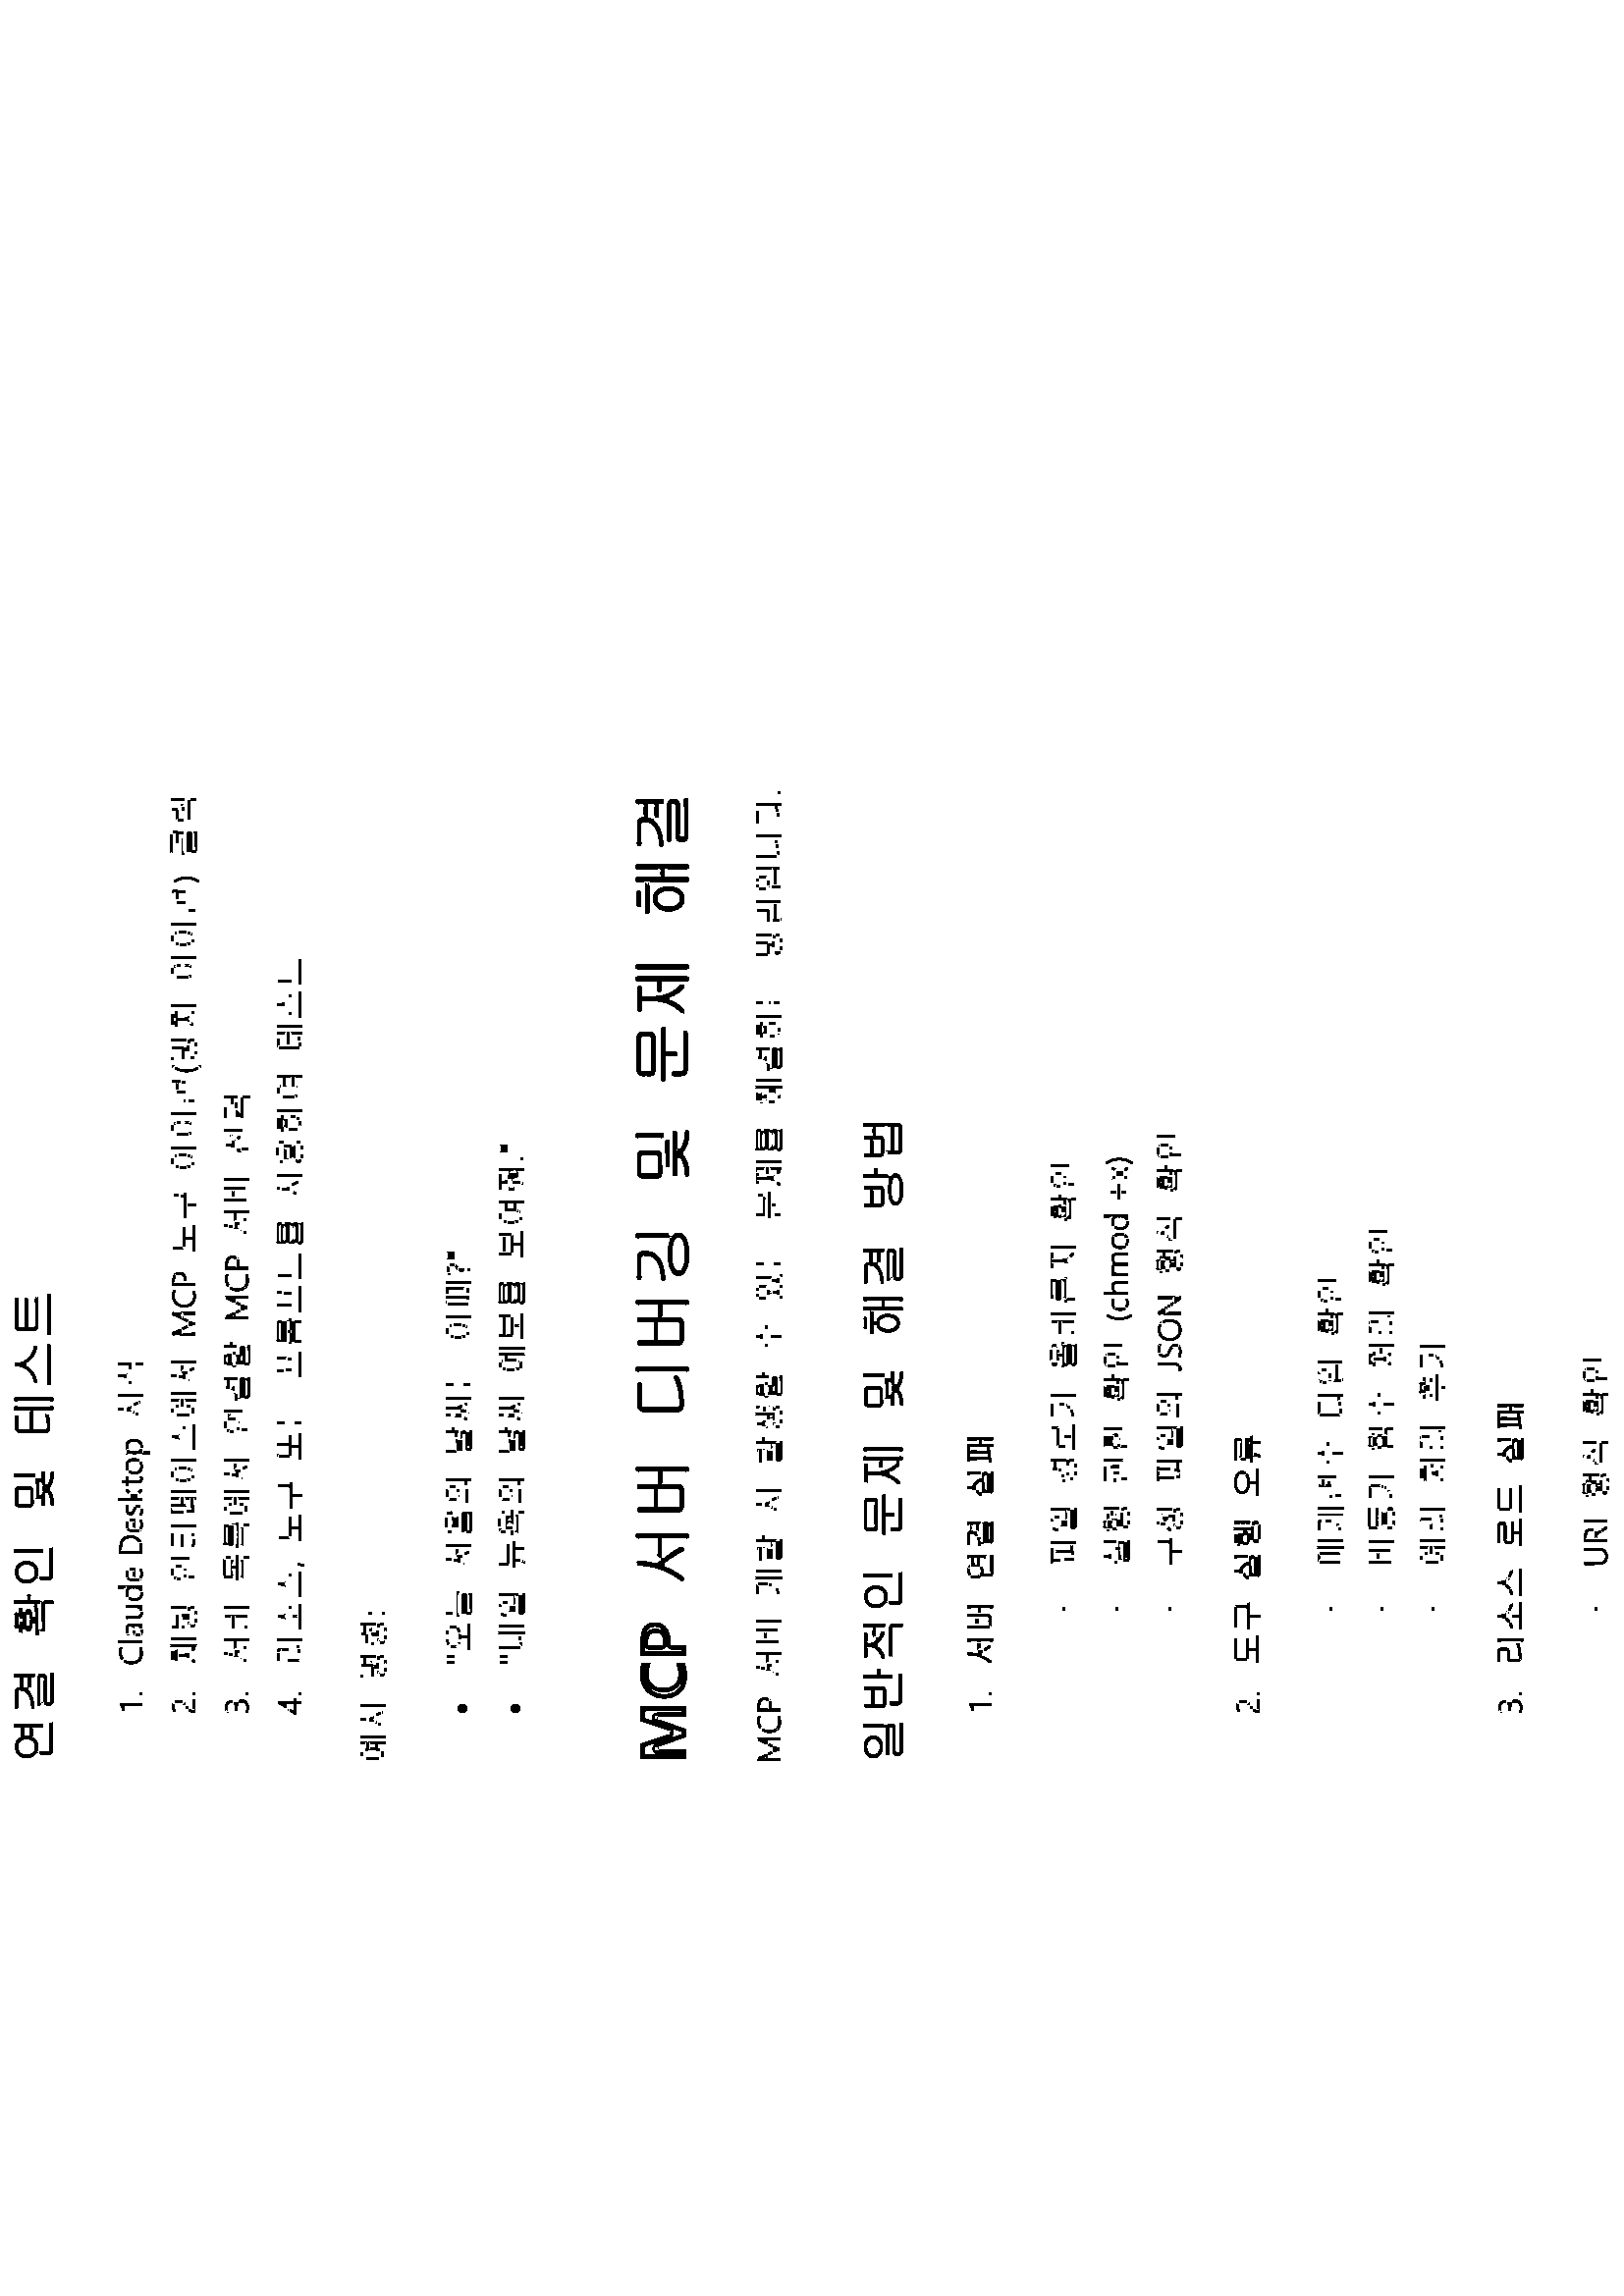 연결 확인 및 테스트
1. Claude Desktop 시작
2. 채팅 인터페이스에서 MCP 도구 아이콘(망치 아이콘) 클릭
3. 서버 목록에서 연결할 MCP 서버 선택
4. 리소스, 도구 또는 프롬프트를 사용하여 테스트
예시 명령:
• "오늘 서울의 날씨는 어때?"
• "내일 뉴욕의 날씨 예보를 보여줘."
MCP 서버 디버깅 및 문제 해결
MCP 서버 개발 시 발생할 수 있는 문제를 해결하는 방법입니다.
일반적인 문제 및 해결 방법
1. 서버 연결 실패
· 파일 경로가 올바른지 확인
· 실행 권한 확인 (chmod +x)
· 구성 파일의 JSON 형식 확인
2. 도구 실행 오류
· 매개변수 타입 확인
· 비동기 함수 처리 확인
· 예외 처리 추가
3. 리소스 로드 실패
· URI 형식 확인